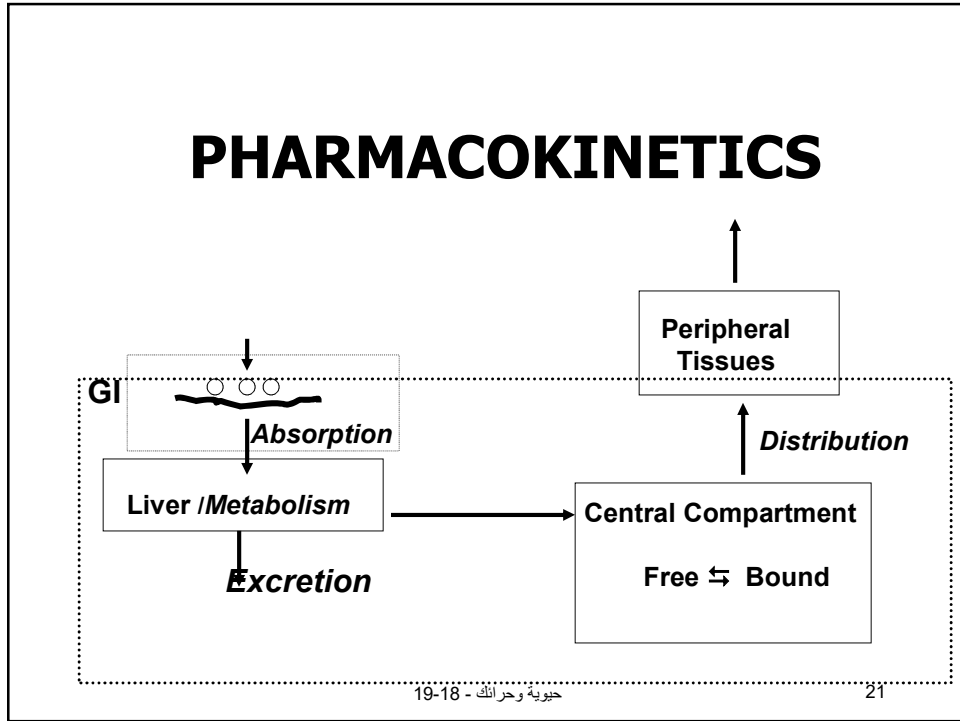 PHARMACOKINETICS
Peripheral
Tissues
GI
Absorption
Distribution
Liver /Metabolism
Central Compartment
Excretion
Free ⇆ Bound
حيوية وحرائك - 18-19
21